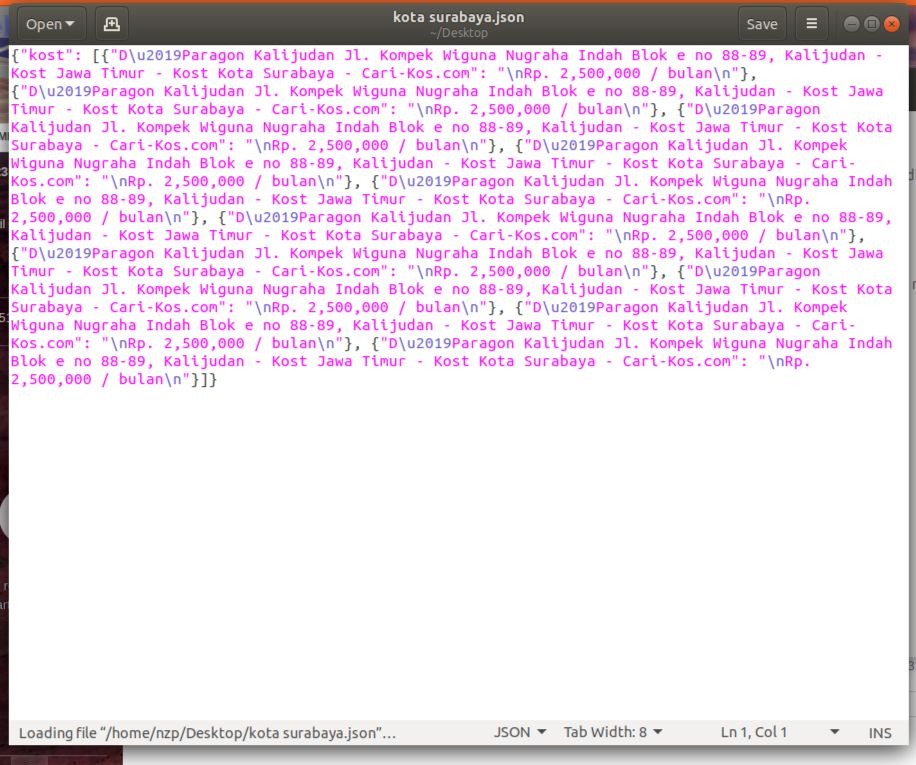 Open
kota surabaya.json
~/Desktop
Save
{"kost": [{"D\u2019Paragon Kalijudan Jl. Kompek Wiguna Nugraha Indah Blok e no 88-89, Kalijudan -
Kost Jawa Timur - Kost Kota Surabaya - Cari-Kos.com": "\nRp. 2,500,000 / bulan\n"},
{"D\u2019Paragon Kalijudan Jl. Kompek Wiguna Nugraha Indah Blok e no 88-89, Kalijudan - Kost Jawa
Timur - Kost Kota Surabaya - Cari-Kos.com": "\nRp. 2,500,000 / bulan\n"}, {"D\u2019Paragon
Kalijudan Jl. Kompek Wiguna Nugraha Indah Blok e no 88-89, Kalijudan - Kost Jawa Timur - Kost Kota
Surabaya - Cari-Kos.com": "\nRp. 2,500,000 / bulan\n"}, {"D\u2019Paragon Kalijudan Jl. Kompek
Wiguna Nugraha Indah Blok e no 88-89, Kalijudan - Kost Jawa Timur - Kost Kota Surabaya - Cari-
Kos.com": "\nRp. 2,500,000 / bulan\n"}, {"D\u2019Paragon Kalijudan Jl. Kompek Wiguna Nugraha Indah
Blok e no 88-89, Kalijudan - Kost Jawa Timur - Kost Kota Surabaya - Cari-Kos.com": "\nRp.
2,500,000 / bulan\n"}, {"D\u2019Paragon Kalijudan Jl. Kompek Wiguna Nugraha Indah Blok e no 88-89,
Kalijudan - Kost Jawa Timur - Kost Kota Surabaya - Cari-Kos.com": "\nRp. 2,500,000 / bulan\n"},
{"D\u2019Paragon Kalijudan Jl. Kompek Wiguna Nugraha Indah Blok e no 88-89, Kalijudan - Kost Jawa
Timur - Kost Kota Surabaya - Cari-Kos.com": "\nRp. 2,500,000 / bulan\n"}, {"D\u2019Paragon
Kalijudan Jl. Kompek Wiguna Nugraha Indah Blok e no 88-89, Kalijudan - Kost Jawa Timur - Kost Kota
Surabaya - Cari-Kos.com": "\nRp. 2,500,000 / bulan\n"}, {"D\u2019Paragon Kalijudan Jl. Kompek
Wiguna Nugraha Indah Blok e no 88-89, Kalijudan - Kost Jawa Timur - Kost Kota Surabaya - Cari-
Kos.com": "\nRp. 2,500,000 / bulan\n"}, {"D\u2019Paragon Kalijudan Jl. Kompek Wiguna Nugraha Indah
Blok e no 88-89, Kalijudan - Kost Jawa Timur - Kost Kota Surabaya - Cari-Kos.com": "\nRp.
2,500,000 / bulan\n"}]}
Loading file “/home/nzp/Desktop/kota surabaya.json”… JSON Tab Width: 8 Ln 1, Col 1 INS